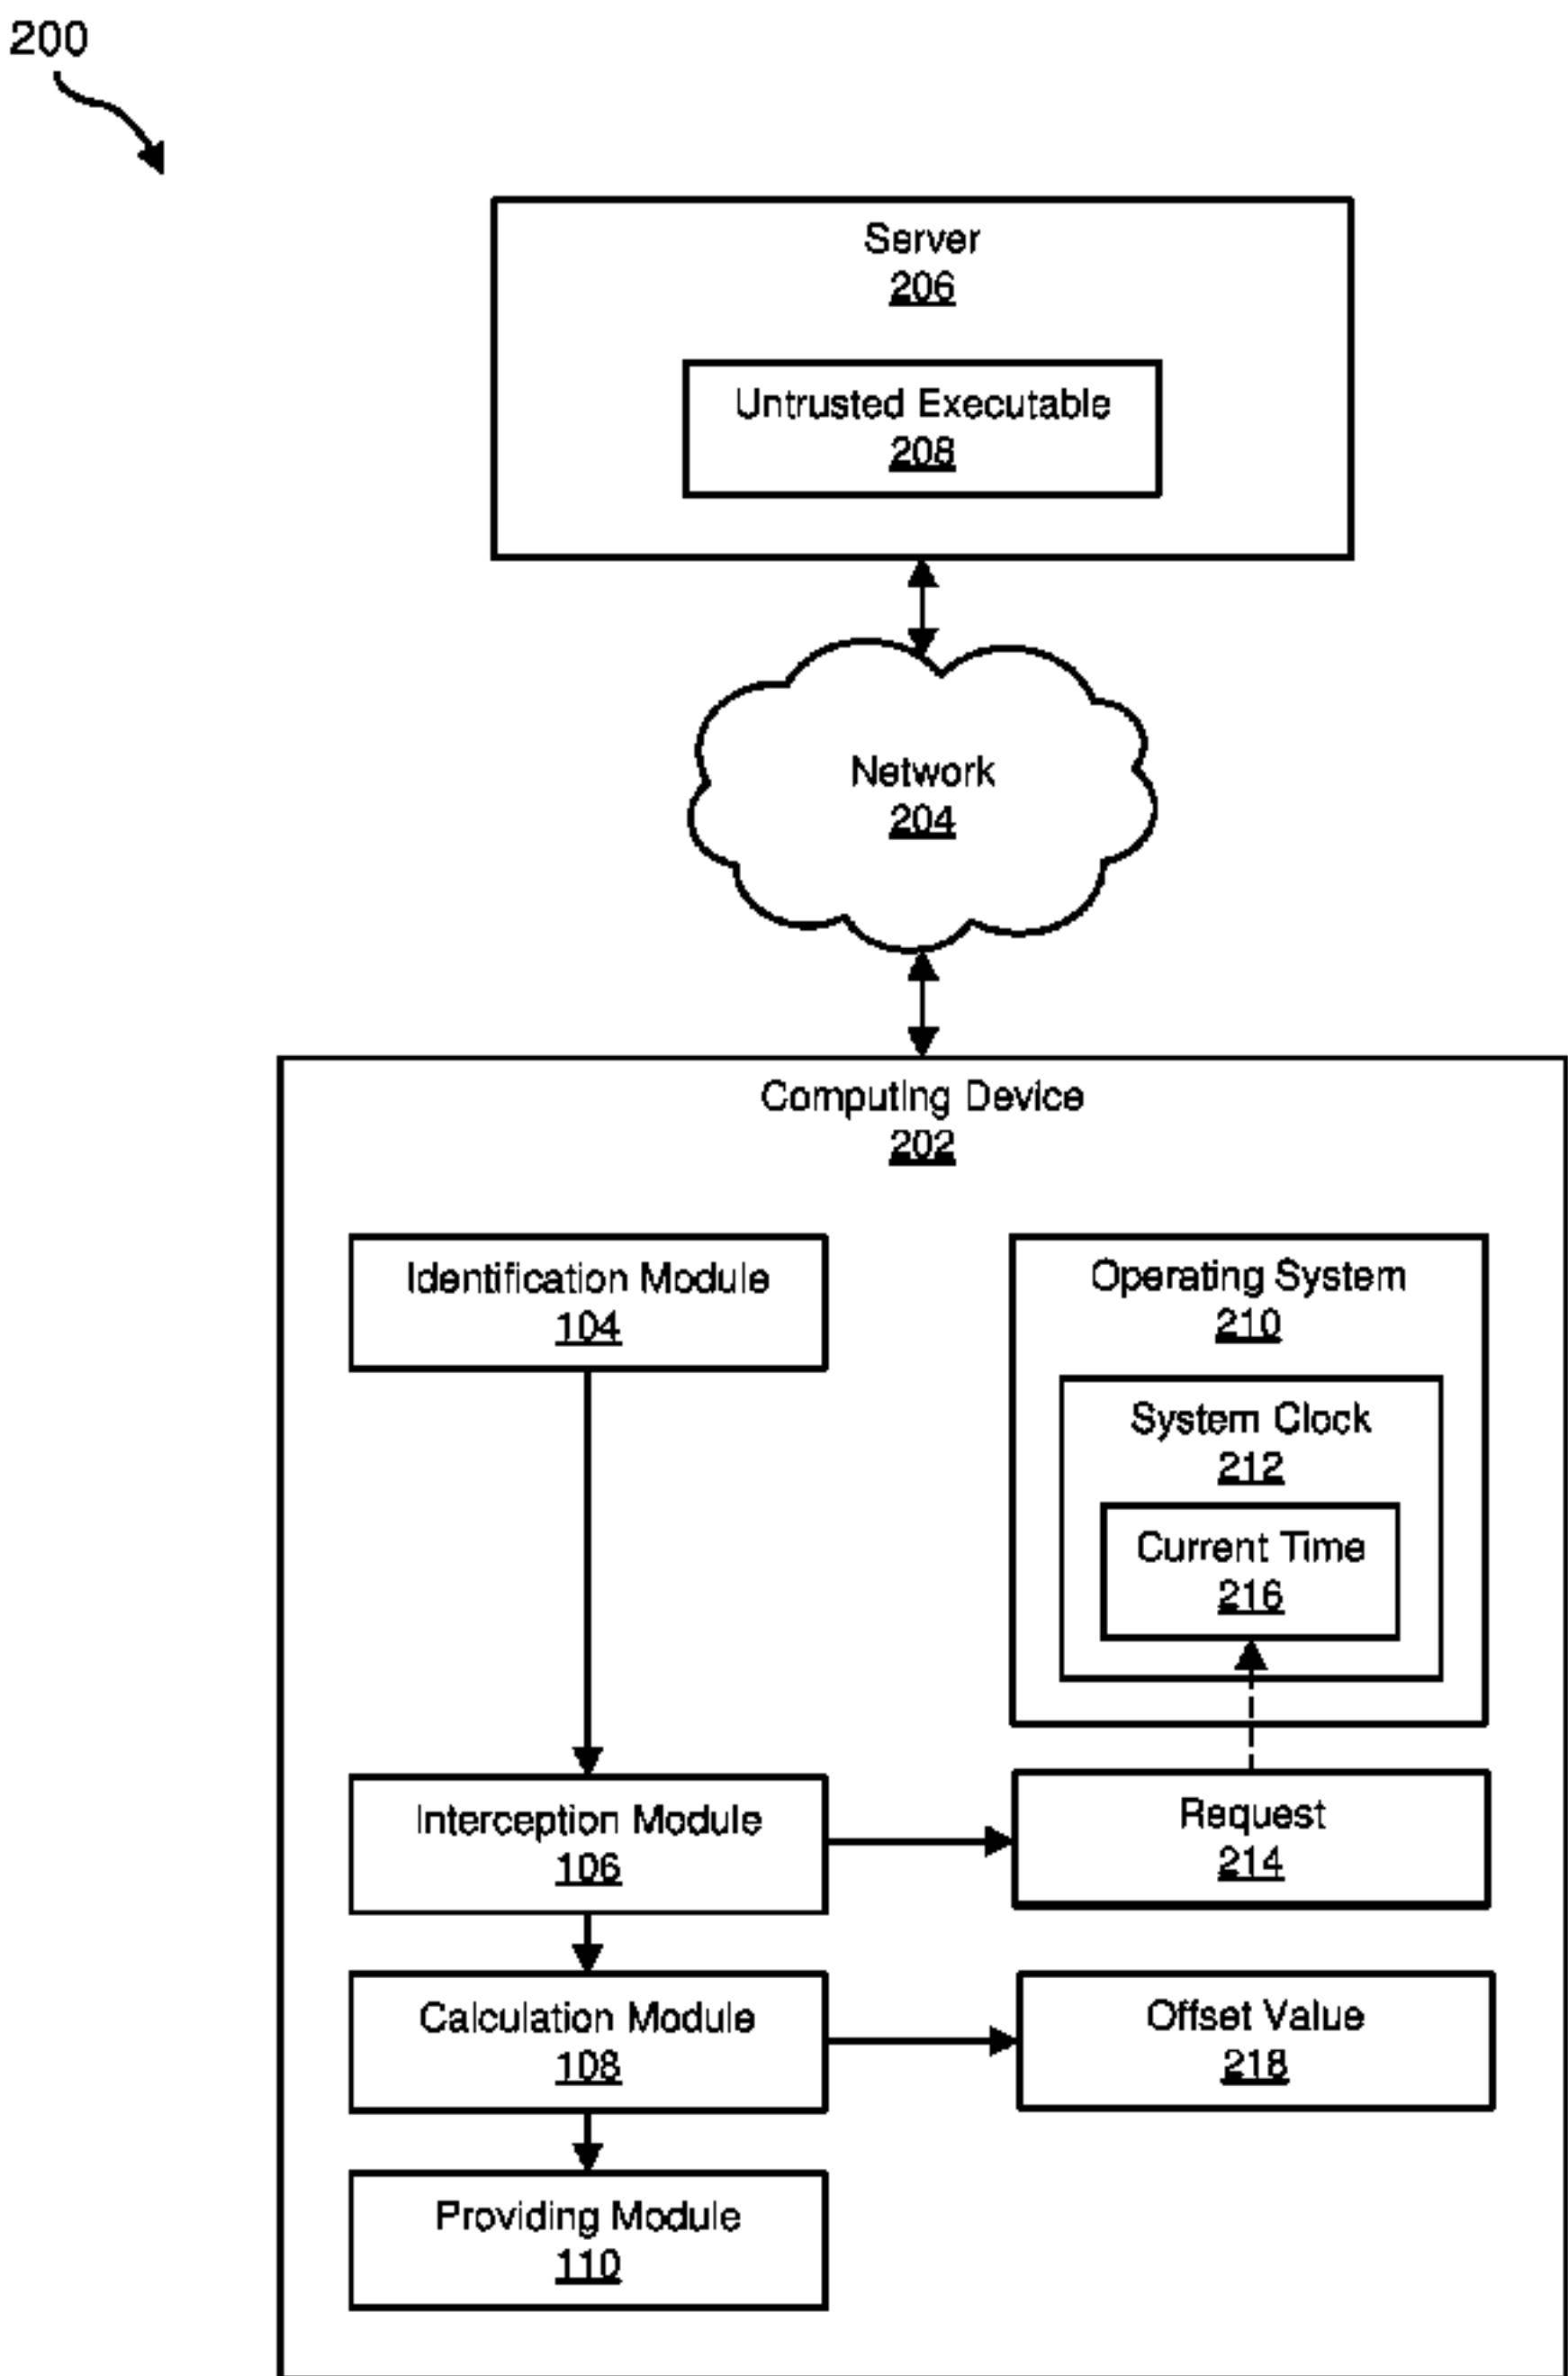 200
Server
206
Untrusted Executable
208
Network
204
Computing Device
202
Identification Module
104
Operating System
210
System Clock
212
Current Time
216
Interception Module
106
Request
214
Calculation Module
108
Offset Value
218
Providing Module
110